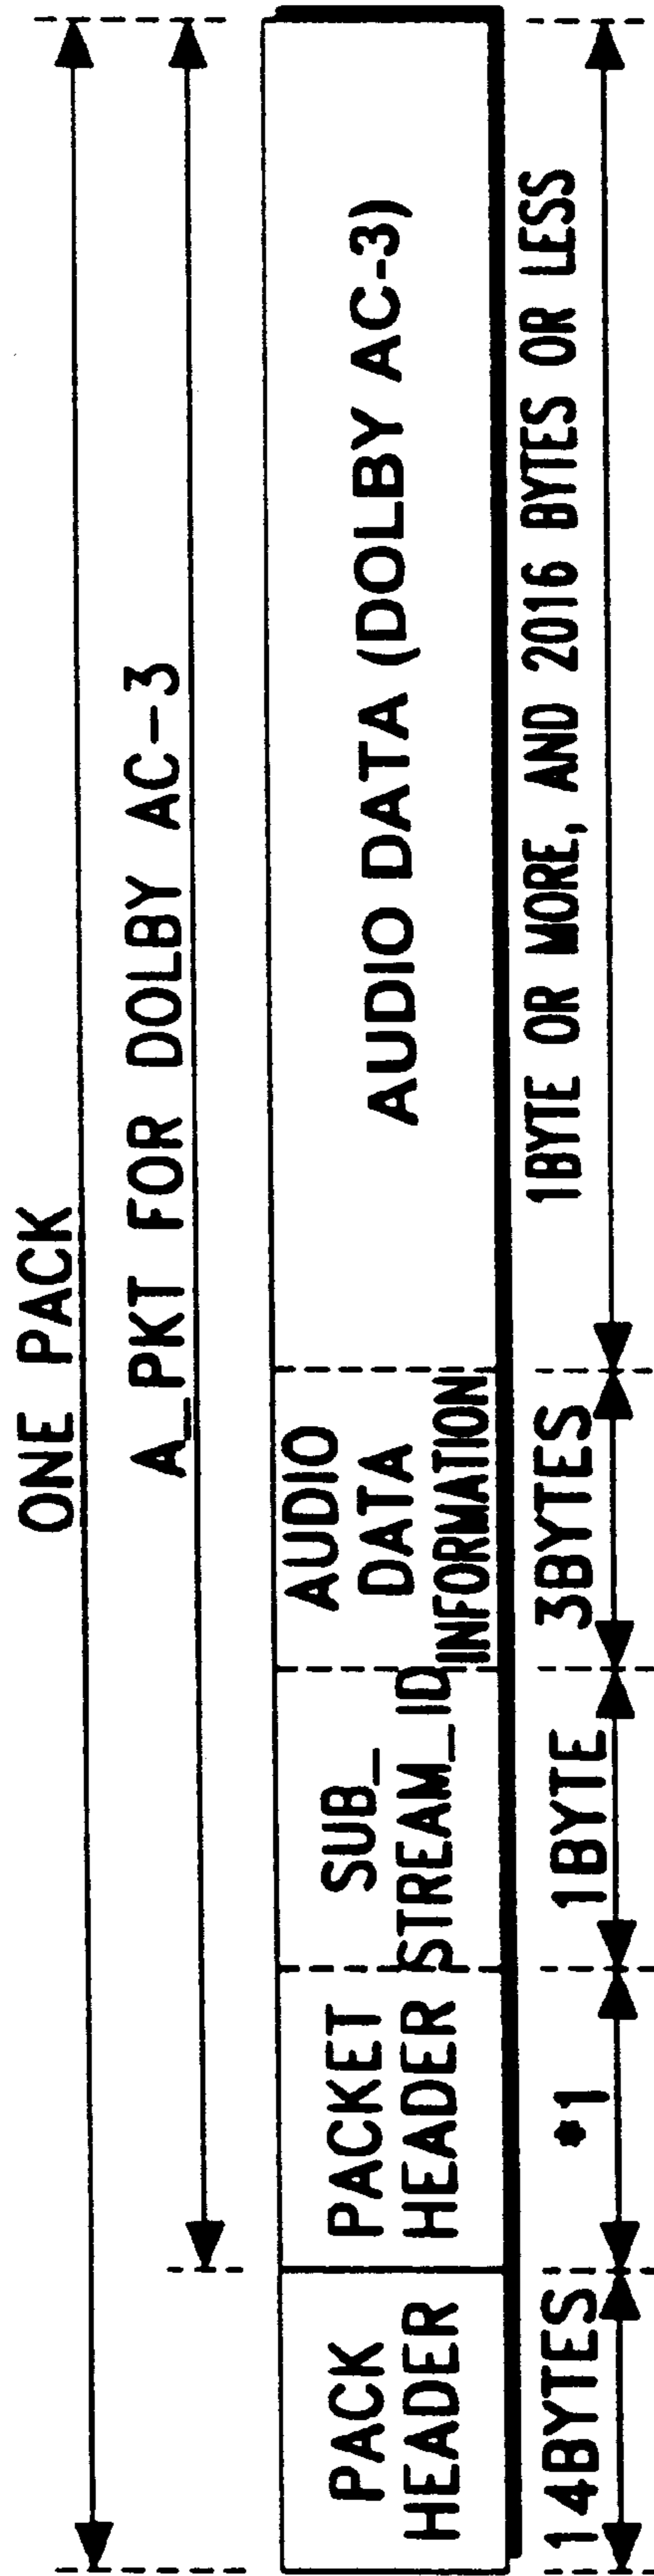 ONE PACK
A_PKT FOR DOLBY AC-3
PACK
HEADER
PACKET
HEADER
SUB_
STREAM_ID
AUDIO
DATA
INFORMATION
AUDIO DATA (DOLBY AC-3)
14BYTES
*1
1BYTE
3BYTES
1BYTE OR MORE, AND 2016 BYTES OR LESS